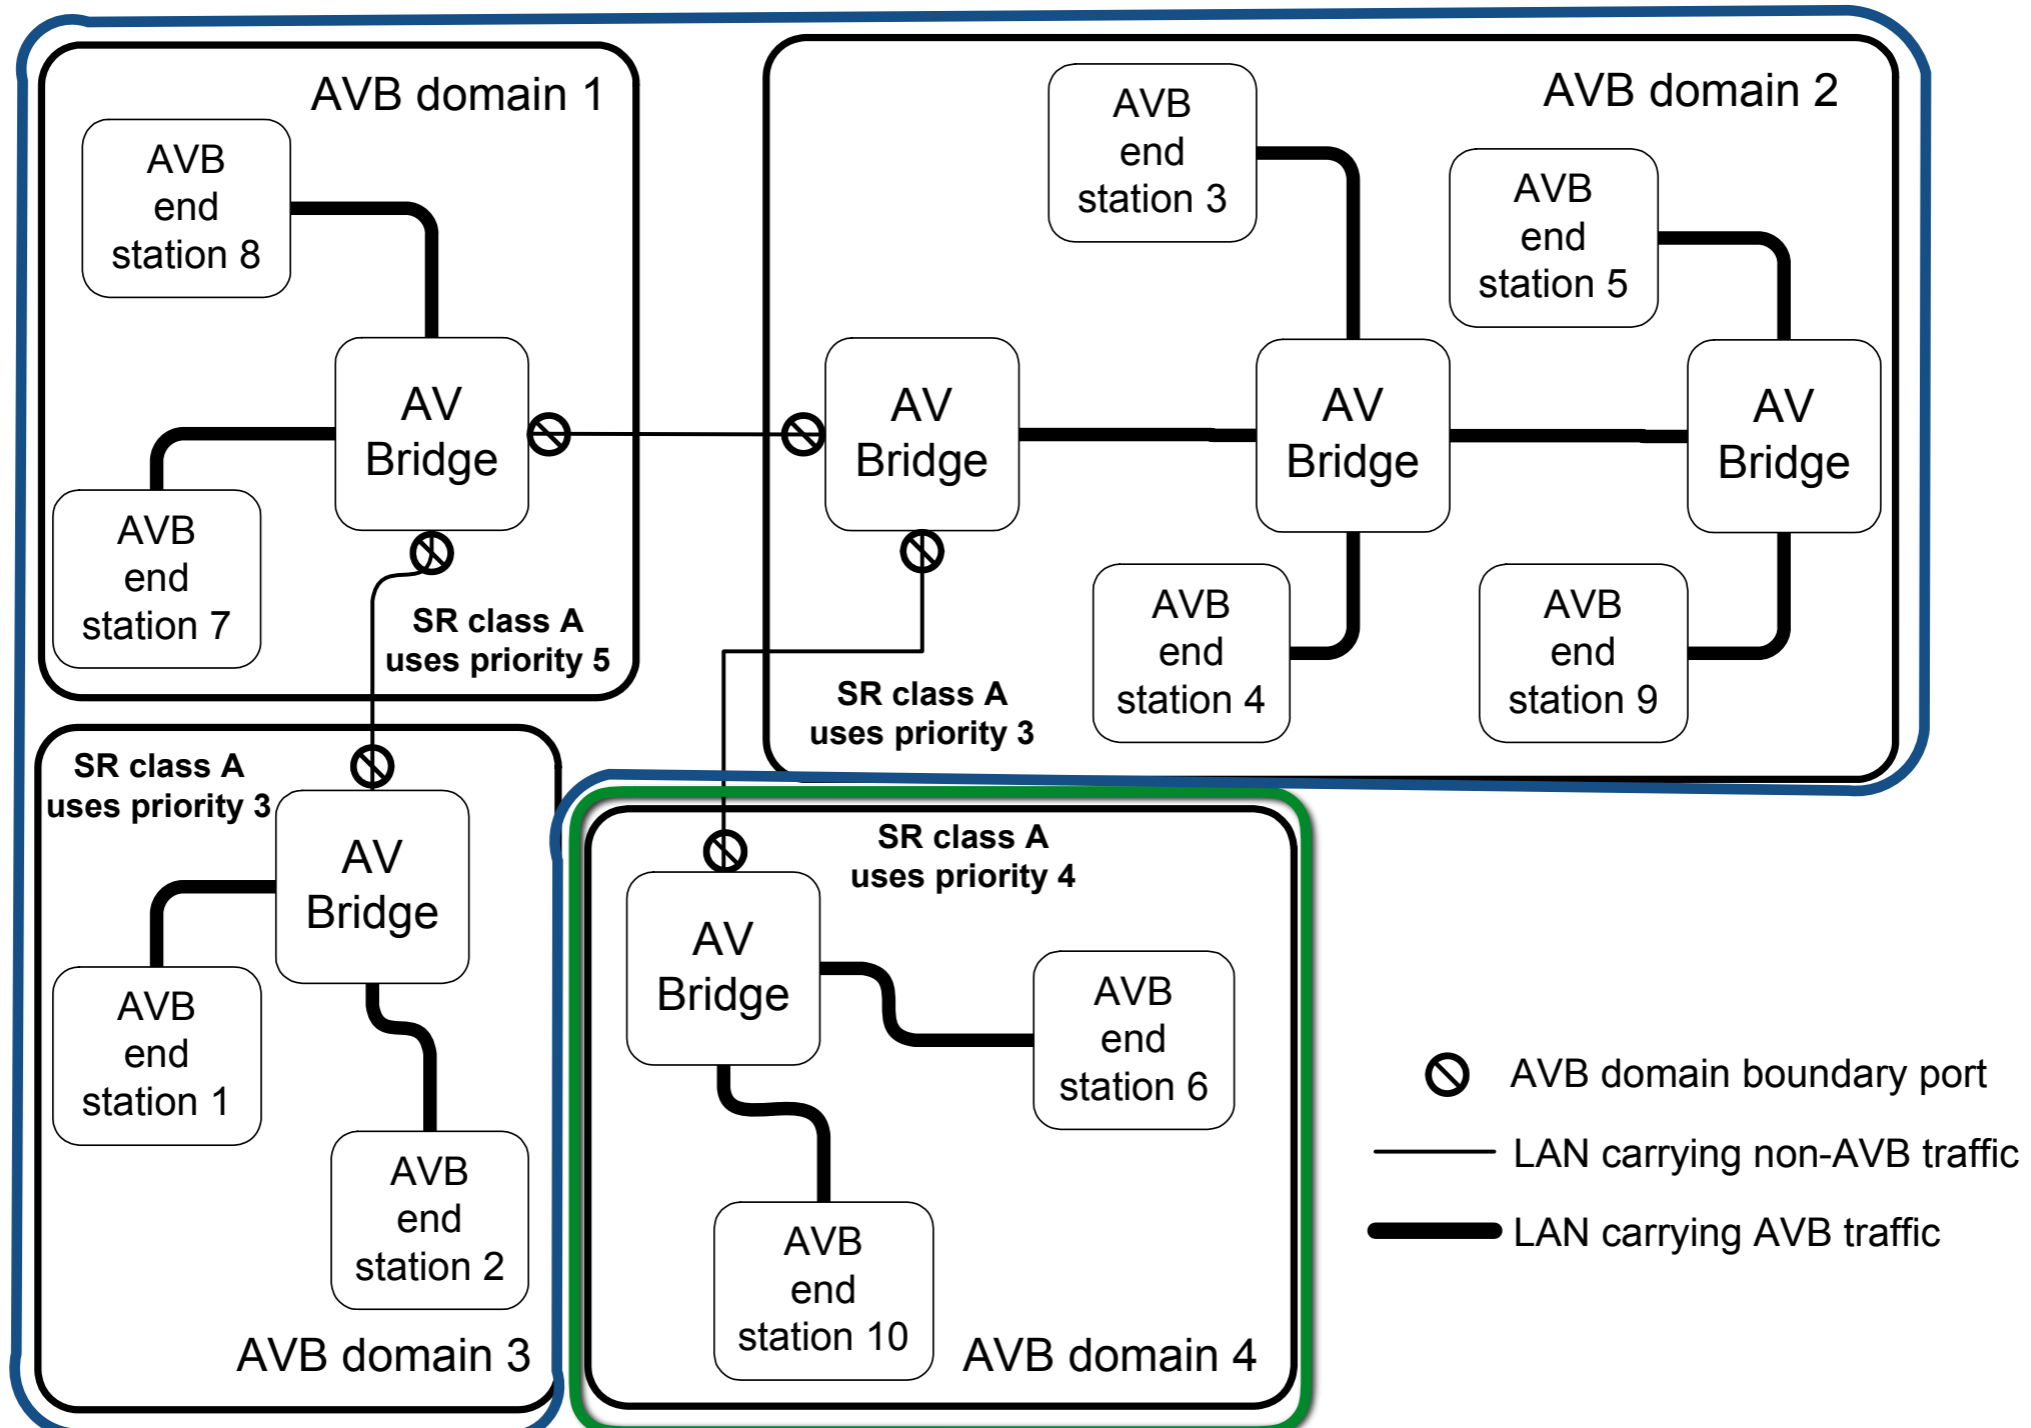 AVB domain 1
AVB
end
station 8
AV
Bridge
AVB
end
station 7
SR class A
uses priority 5
AVB domain 2
AVB
end
station 3
AVB
end
station 5
AV
Bridge
AV
Bridge
AV
Bridge
AVB
end
station 4
AVB
end
station 9
SR class A
uses priority 3
SR class A
uses priority 3
AV
Bridge
AVB
end
station 1
AVB
end
station 2
AVB domain 3
SR class A
uses priority 4
AV
Bridge
AVB
end
station 6
AVB
end
station 10
AVB domain 4
AVB domain boundary port
LAN carrying non-AVB traffic
LAN carrying AVB traffic